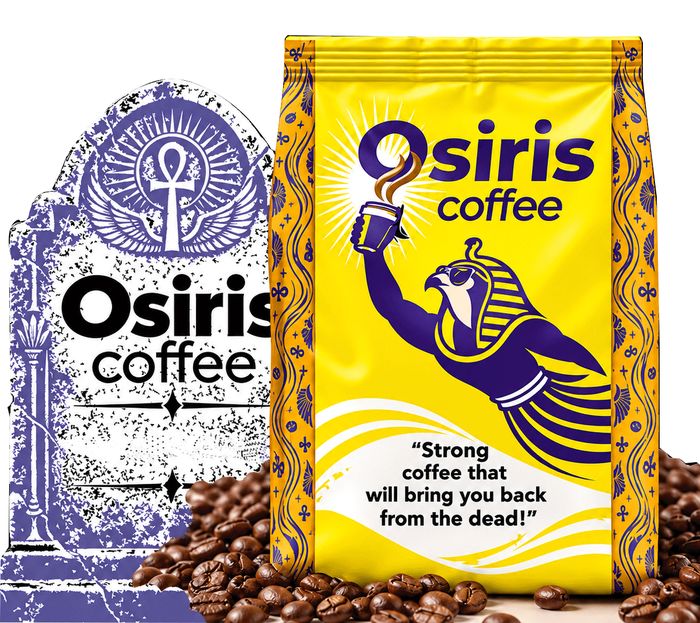 Osiris
coffee
Osiris
coffee
“Strong
coffee that
will bring you back
from the dead!”